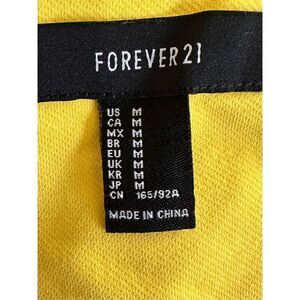 FOREVER21
US M
CA M
MX M
BR M
EU M
UK M
KR M
JP M
CN 165/92A
MADE IN CHINA